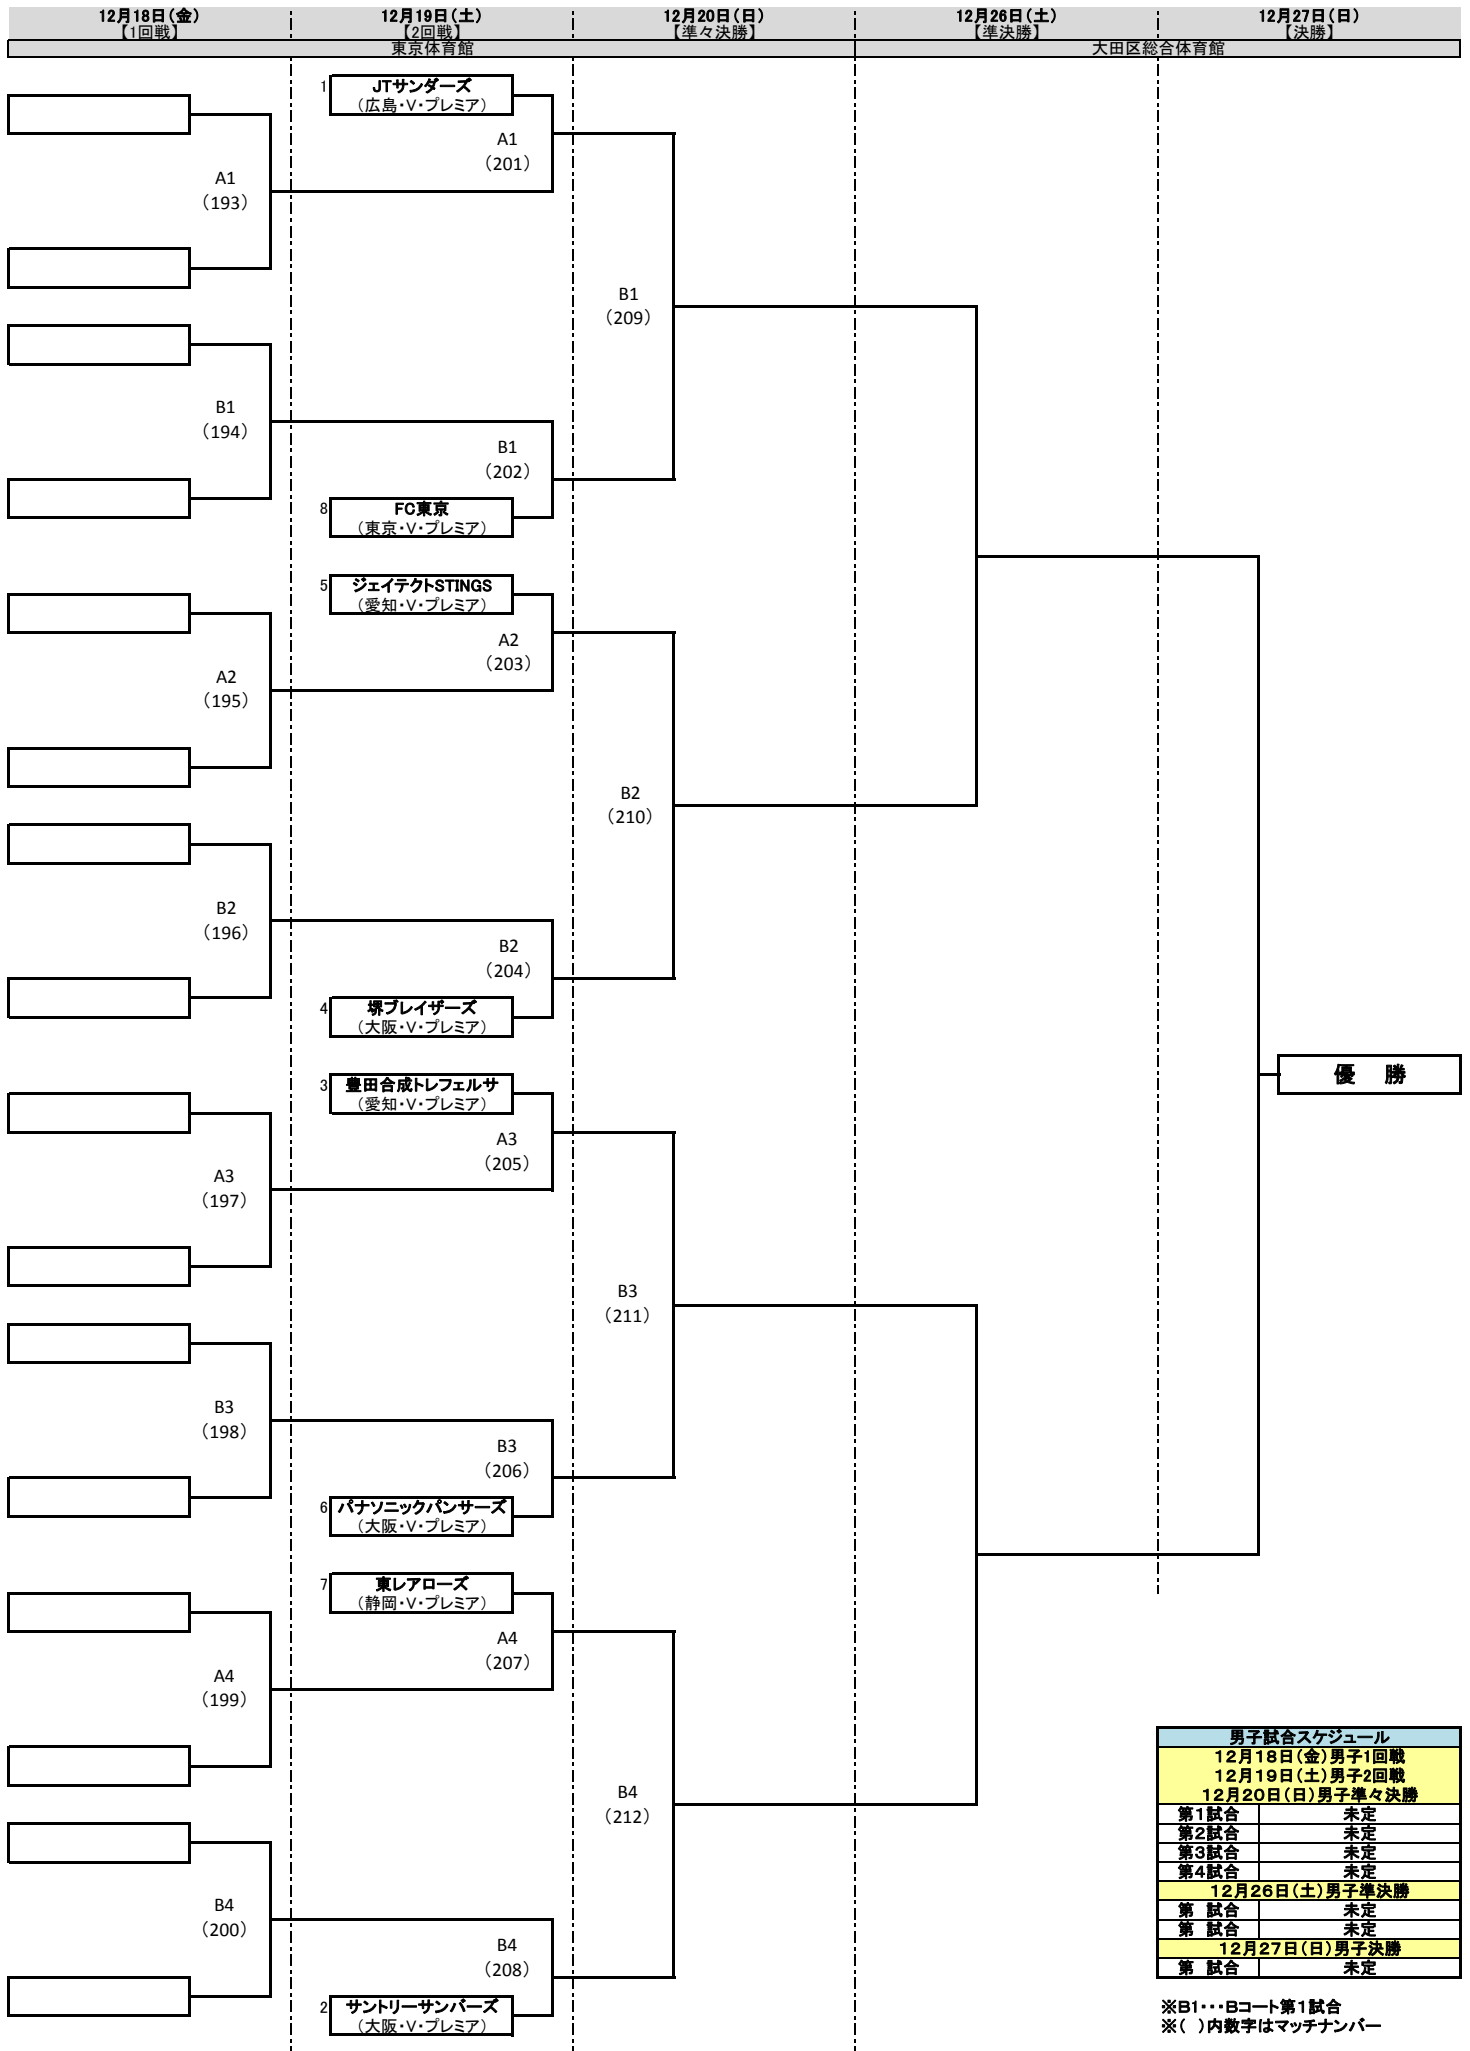 12月18日(金) 12月19日(土) 12月20日(日) 12月26日(土) 12月27日(日)
【1回戦】 【2回戦】 【準々決勝】 【準決勝】 【決勝】
東京体育館 大田区総合体育館
1 JTサンダーズ
(広島・V・プレミア)
A1
(201)
A1
(193)
B1
(209)
B1
(194)
B1
(202)
8 FC東京
(東京・V・プレミア)
5 ジェイテクトSTINGS
(愛知・V・プレミア)
A2
(203)
A2
(195)
B2
(210)
B2
(196)
B2
(204)
4 堺ブレイザーズ
(大阪・V・プレミア)
優 勝
3 豊田合成トレフェルサ
(愛知・V・プレミア)
A3
(205)
A3
(197)
B3
(211)
B3
(198)
B3
(206)
6 パナソニックパンサーズ
(大阪・V・プレミア)
7 東レアローズ
(静岡・V・プレミア)
A4
(207)
A4
(199)
B4
(212)
B4
(200)
B4
(208)
2 サントリーサンバーズ
(大阪・V・プレミア)
男子試合スケジュール
12月18日(金)男子1回戦
12月19日(土)男子2回戦
12月20日(日)男子準々決勝
第1試合 未定
第2試合 未定
第3試合 未定
第4試合 未定
12月26日(土)男子準決勝
第 試合 未定
第 試合 未定
12月27日(日)男子決勝
第 試合 未定
※B1・・・Bコート第1試合
※( )内数字はマッチナンバー